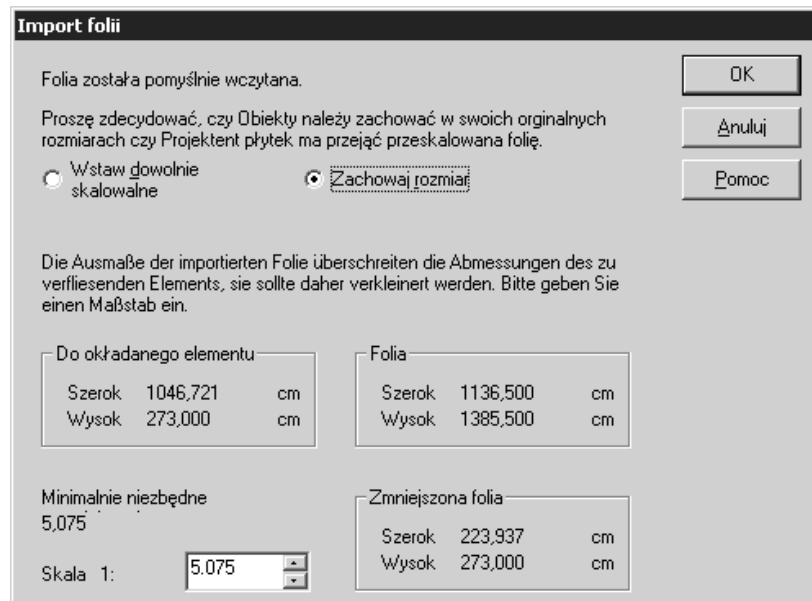 Import folii
Folia została pomyślnie wczytana.
Proszę zdecydować, czy Obiekty należy zachować w swoich orginalnych
rozmiarach czy Projektent płytek ma przejąć przeskalowana folię.
Wstaw dowolnie
skalowalne
Zachowaj rozmiar
OK
Anuluj
Pomoc
Die Ausmaße der importierten Folie überschreiten die Abmessungen des zu
verfliesenden Elements, sie sollte daher verkleinert werden. Bitte geben Sie
einen Maßstab ein.
Do okładanego elementu
Szerok 1046,721 cm
Wysok 273,000 cm
Folia
Szerok 1136,500 cm
Wysok 1385,500 cm
Minimalnie niezbędne
5,075
Skala 1: 5.075
Zmniejszona folia
Szerok 223,937 cm
Wysok 273,000 cm